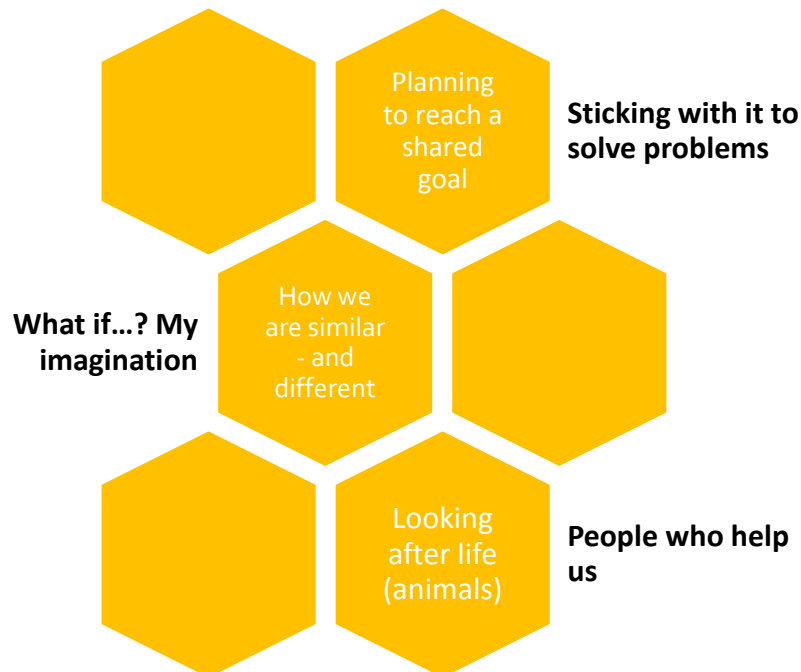 Planning
to reach a
shared
goal
Sticking with it to
solve problems
What if...? My
imagination
How we
are similar
- and
different
Looking
after life
(animals)
People who help
us